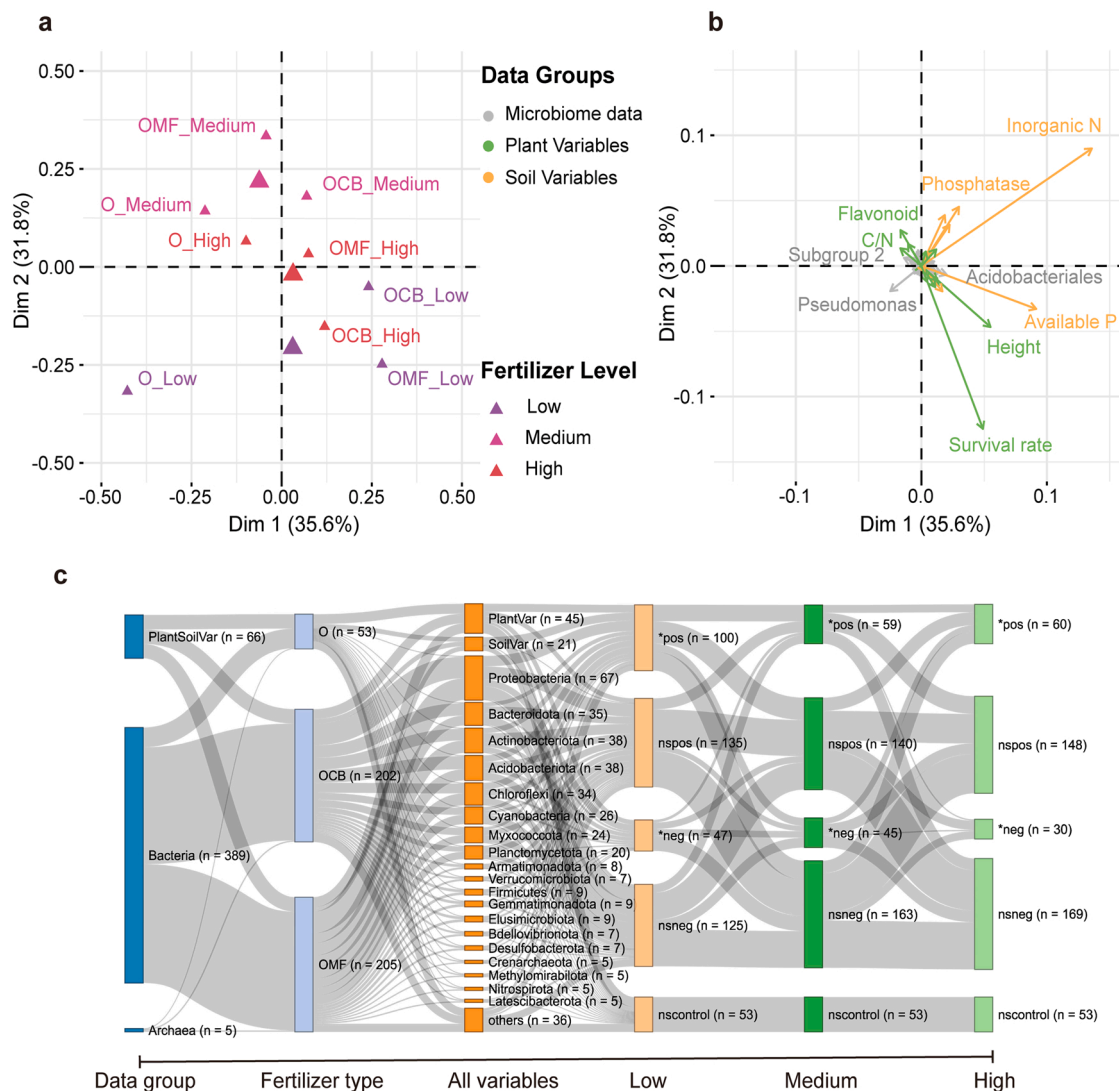 a
0.50
0.25
0.00
-0.25
-0.50
Dim 2 (31.8%)
OMF_Medium
OCB_Medium
O_Medium
O_High
OMF_High
OCB_Low
OCB_High
O_Low
OMF_Low
-0.50
-0.25
0.00
0.25
0.50
Dim 1 (35.6%)
Data Groups
Microbiome data
Plant Variables
Soil Variables
Fertilizer Level
Low
Medium
High
b
0.1
0.0
-0.1
Dim 2 (31.8%)
Inorganic N
Phosphatase
Flavonoid
C/N
Subgroup 2
Acidobacteriales
Pseudomonas
Available P
Height
Survival rate
-0.1
0.0
0.1
Dim 1 (35.6%)
c
PlantSoilVar (n = 66)
Bacteria (n = 389)
Archaea (n = 5)
O (n = 53)
OCB (n = 202)
OMF (n = 205)
PlantVar (n = 45)
SoilVar (n = 21)
Proteobacteria (n = 67)
Bacteroidota (n = 35)
Actinobacteriota (n = 38)
Acidobacteriota (n = 38)
Chloroflexi (n = 34)
Cyanobacteria (n = 26)
Myxococcota (n = 24)
Planctomycetota (n = 20)
Armatimonadota (n = 8)
Verrucomicrobiota (n = 7)
Firmicutes (n = 9)
Gemmatimonadota (n = 9
Elusimicrobiota (n = 9)
Bdellovibrionota (n = 7)
Desulfobacterota (n = 7)
Crenarchaeota (n = 5)
Methylomirabilota (n = 5)
Nitrospirota (n = 5)
Latescibacterota (n = 5)
others (n = 36)
*pos (n = 100)
nspos (n = 135)
*neg (n = 47)
nsneg (n = 125)
nscontrol (n = 53)
*pos (n = 59)
nspos (n = 140)
*neg (n = 45)
nsneg (n = 163)
nscontrol (n = 53)
*pos (n = 60)
nspos (n = 148)
*neg (n = 30)
nsneg (n = 169)
nscontrol (n = 53)
Data group
Fertilizer type
All variables
Low
Medium
High